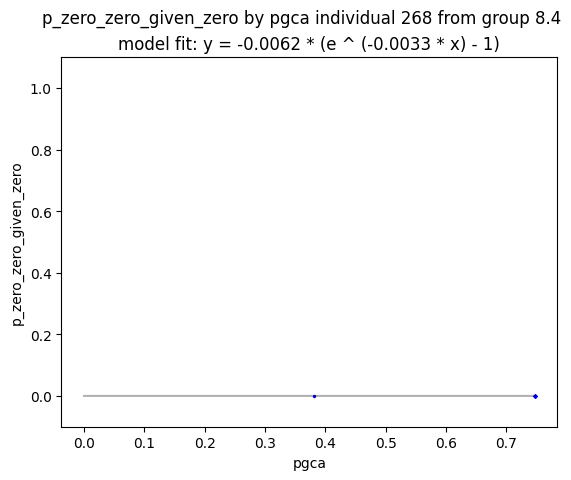 p_zero_zero_given_zero by pgca individual 268 from group 8.4
model fit: y = -0.0062 * (e ^ (-0.0033 * x) - 1)
1.0
0.8
0.6
0.4
0.2
0.0
p_zero_zero_given_zero
0.0 0.1 0.2 0.3 0.4 0.5 0.6 0.7
pgca